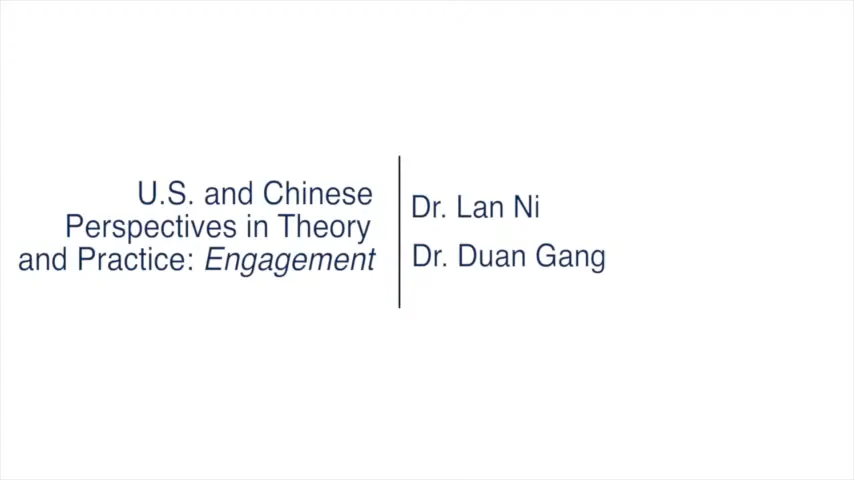 U.S. and Chinese
Perspectives in Theory
and Practice: Engagement
Dr. Lan Ni
Dr. Duan Gang